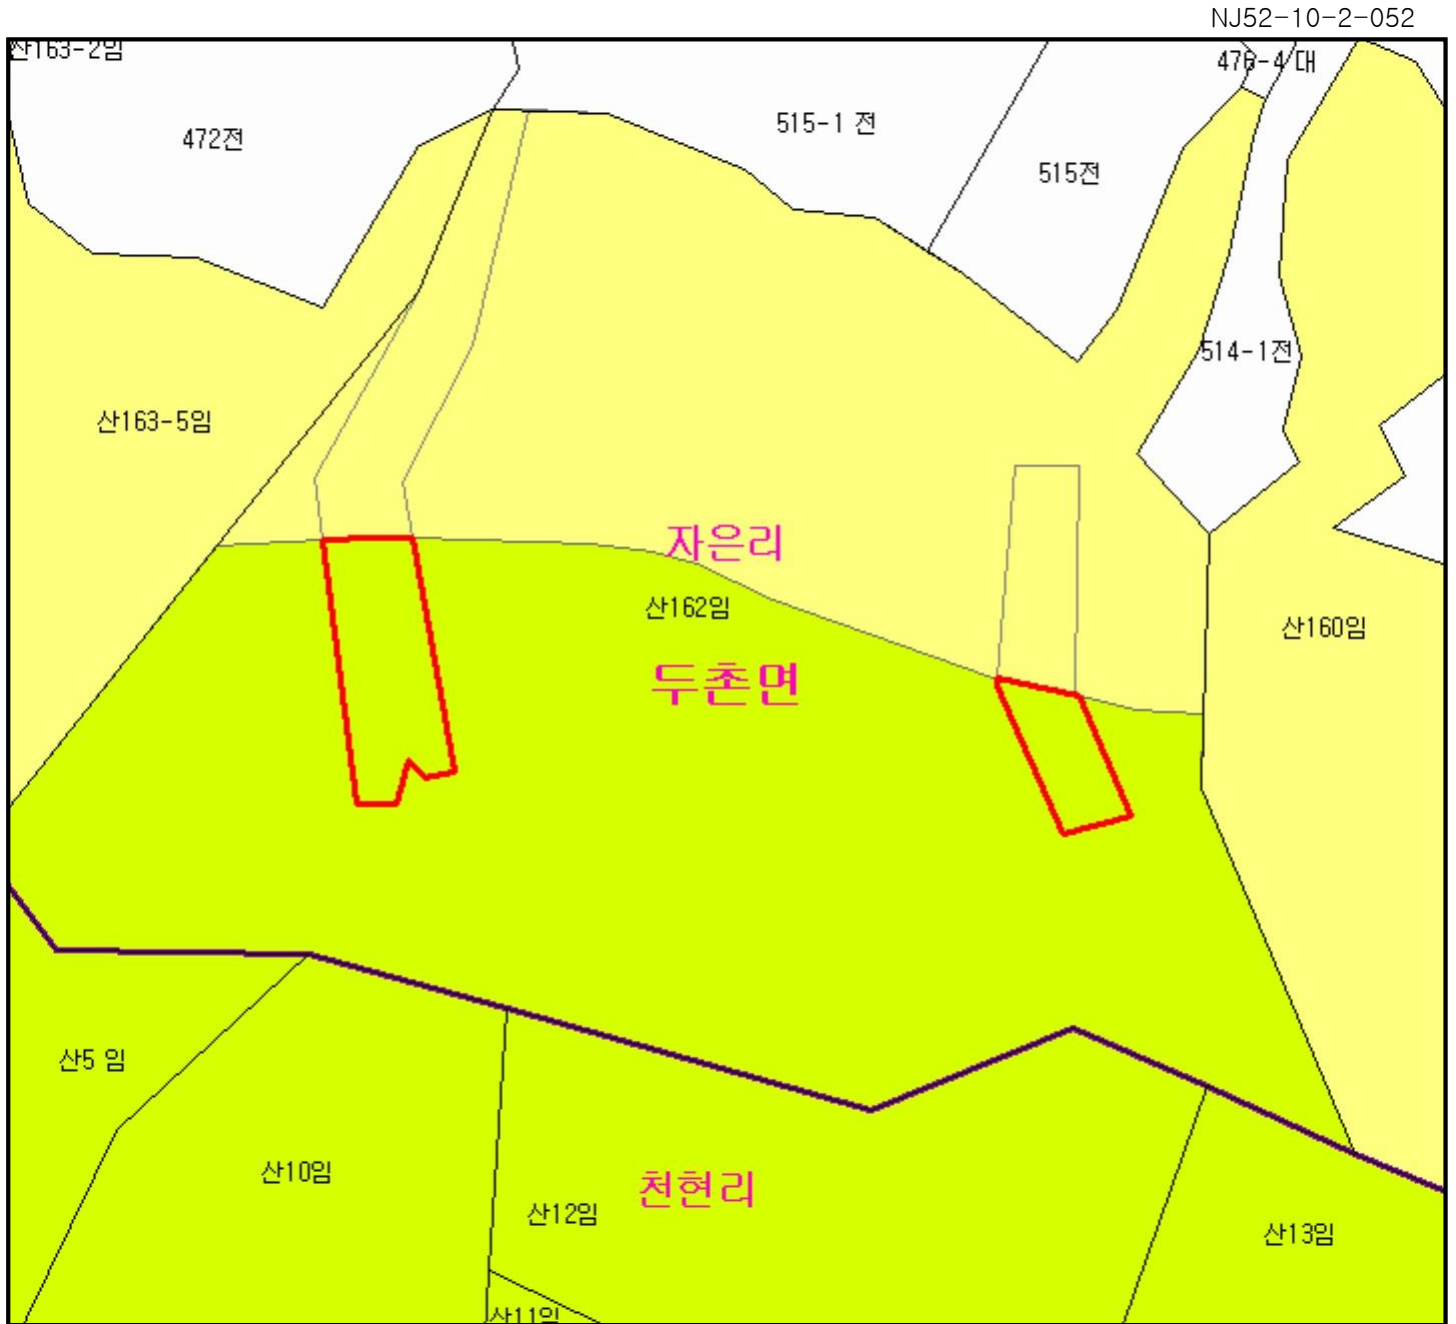 NJ52-10-2-052
산163-2임
476-4 대
472전
515-1 전
515전
514-1전
산163-5임
자은리
산162임
산160임
두촌면
산5 임
산10임
천현리
산12임
산13임
산11임